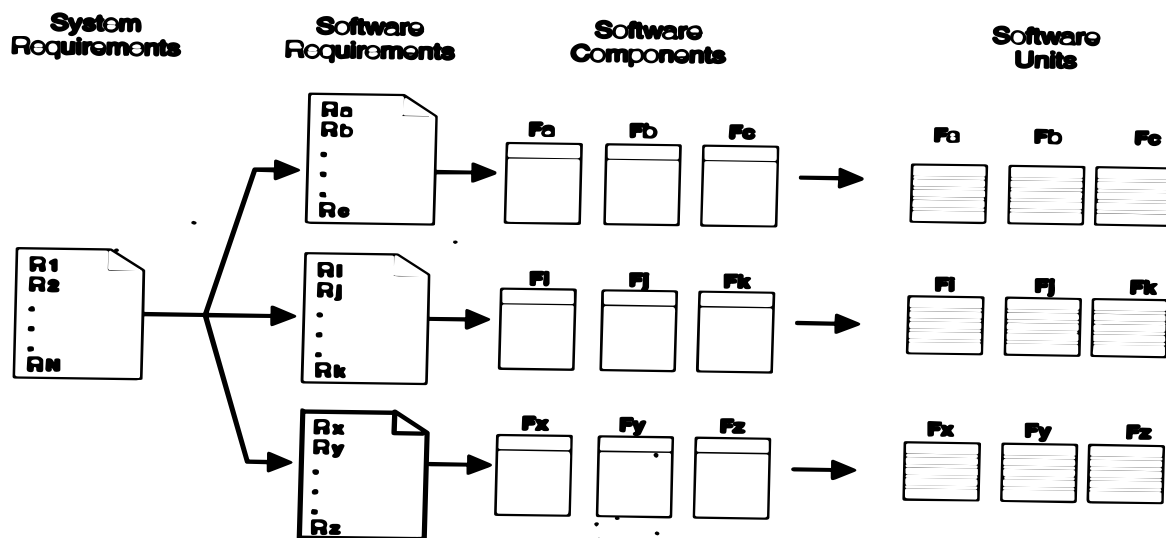 System
Requirements
Software
Requirements
Software
Components
Software
Units
R1
R2
.
.
.
RN
Ra
Rb
.
.
.
Rc
Fa Fb Fc
Fa Fb Fc
Ri
Rj
.
.
.
Rk
Fi Fj Fk
Fi Fj Fk
Rx
Ry
.
.
.
Rz
Fx Fy Fz
Fx Fy Fz